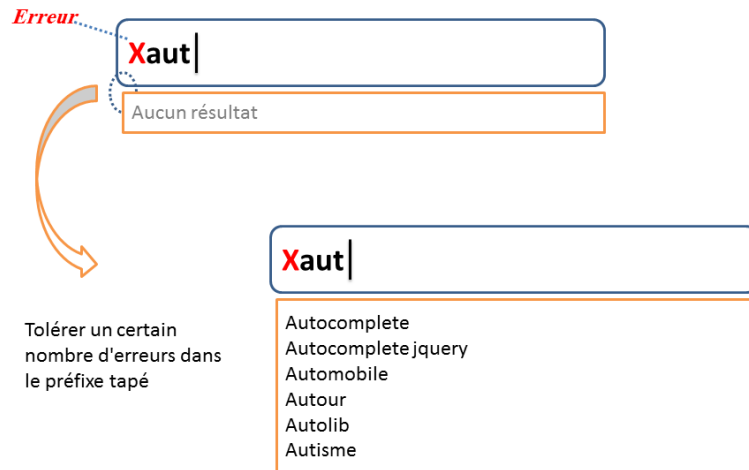 Erreur
Xaut
Aucun résultat
Xaut
Tolérer un certain
nombre d'erreurs dans
le préfixe tapé
Autocomplete
Autocomplete jquery
Automobile
Autour
Autolib
Autisme